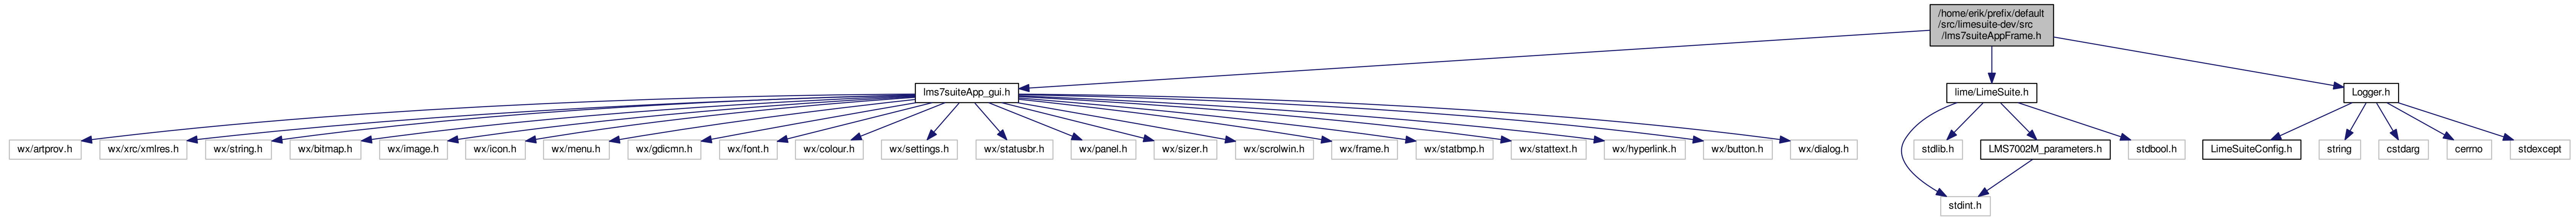 /home/erik/prefix/default
/src/limesuite-dev/src
/lms7suiteAppFrame.h
lms7suiteApp_gui.h
lime/LimeSuite.h
Logger.h
wx/artprov.h
wx/xrc/xmlres.h
wx/string.h
wx/bitmap.h
wx/image.h
wx/icon.h
wx/menu.h
wx/gdicmn.h
wx/font.h
wx/colour.h
wx/settings.h
wx/statusbr.h
wx/panel.h
wx/sizer.h
wx/scrolwin.h
wx/frame.h
wx/statbmp.h
wx/stattext.h
wx/hyperlink.h
wx/button.h
wx/dialog.h
stdlib.h
LMS7002M_parameters.h
stdbool.h
LimeSuiteConfig.h
string
cstdarg
cerrno
stdexcept
stdint.h